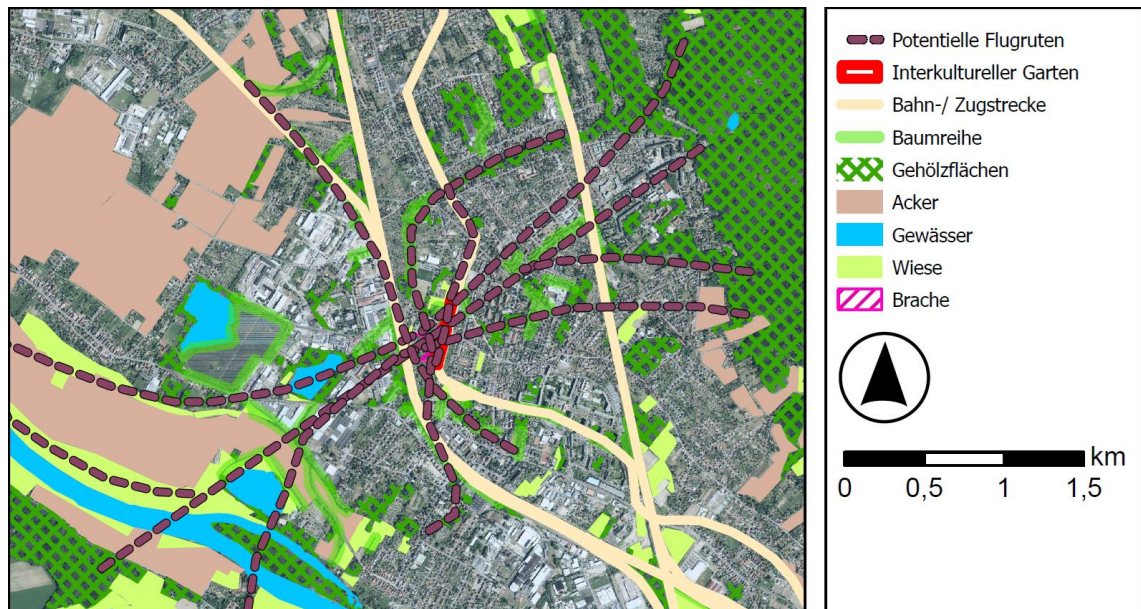 Potentielle Flugruten
Interkultureller Garten
Bahn-/ Zugstrecke
Baumreihe
Gehölzflächen
Acker
Gewässer
Wiese
Brache
km
0 0,5 1 1,5